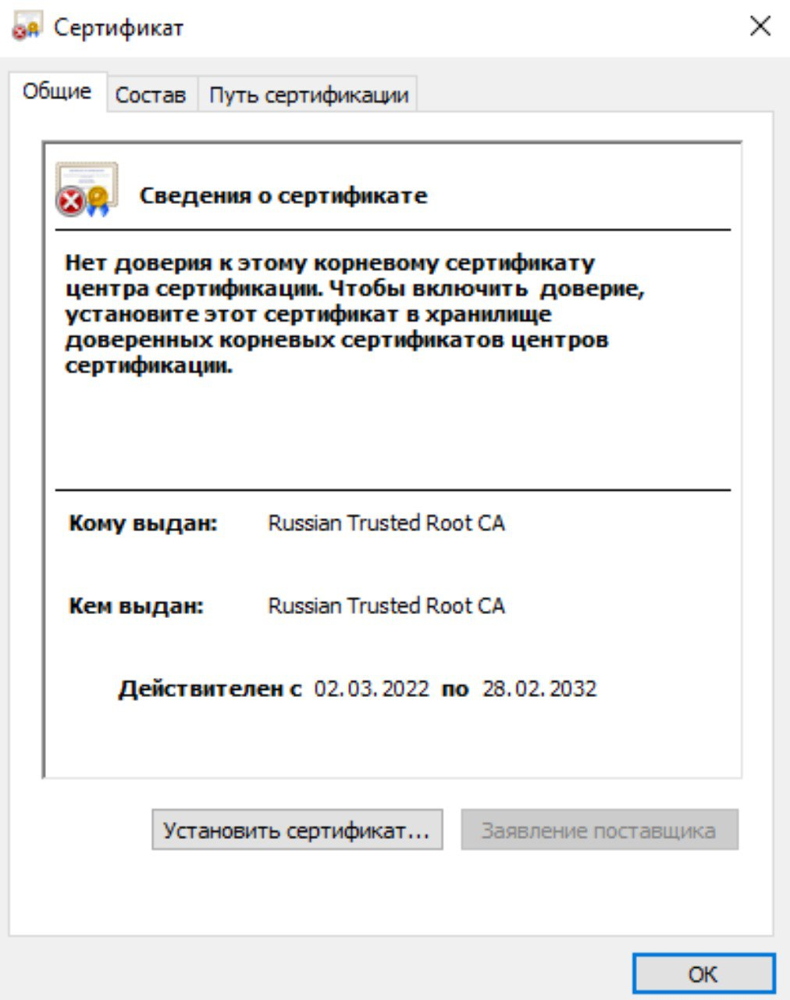 Сертификат
Общие
Состав
Путь сертификации
Сведения о сертификате
Нет доверия к этому корневому сертификату
центра сертификации. Чтобы включить доверие,
установите этот сертификат в хранилище
доверенных корневых сертификатов центров
сертификации.
Кому выдан: Russian Trusted Root CA
Кем выдан: Russian Trusted Root CA
Действителен с 02.03.2022 по 28.02.2032
Установить сертификат...
Заявление поставщика
ОК